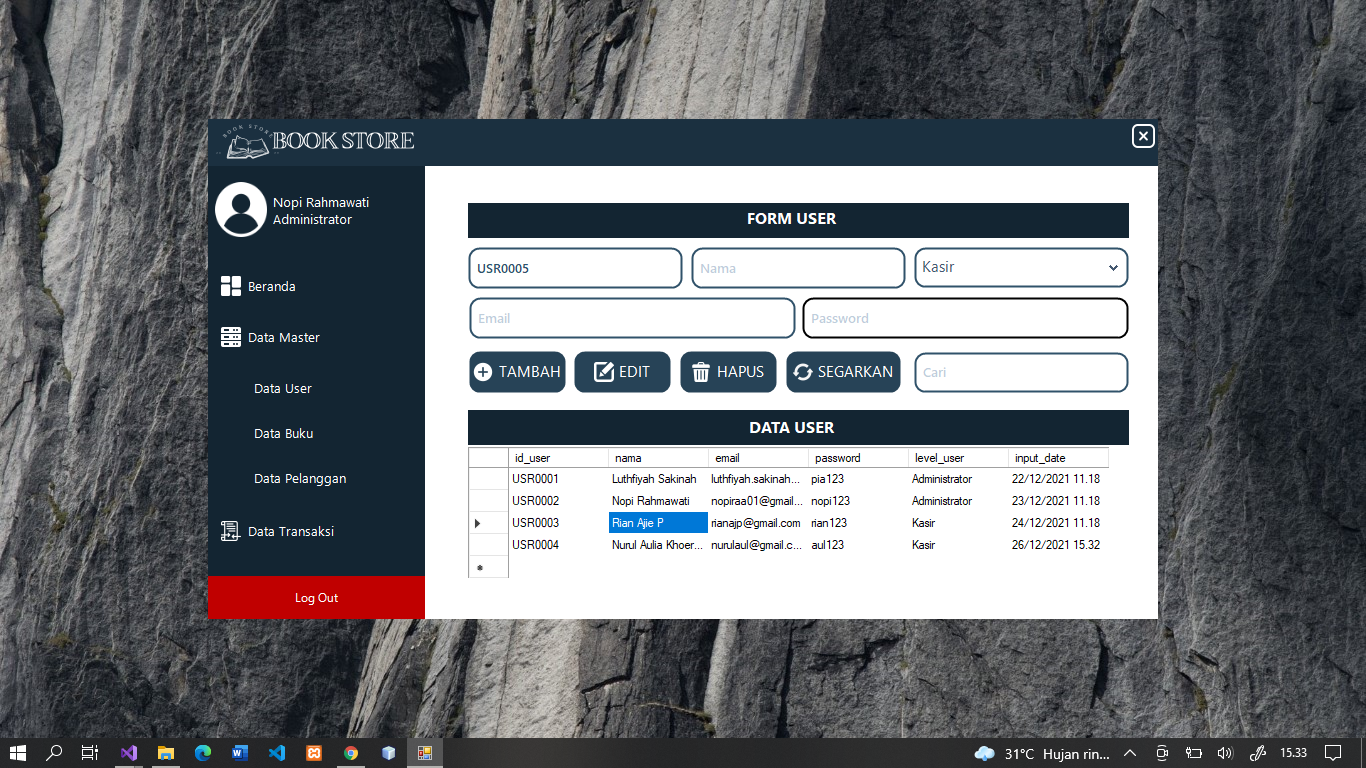 BOOK STORE
BOOK STORE
Nopi Rahmawati
Administrator
Beranda
Data Master
Data User
Data Buku
Data Pelanggan
Data Transaksi
Log Out
FORM USER
USR0005 Nama Kasir
Email Password
TAMBAH EDIT HAPUS SEGARKAN Cari
DATA USER
id_user nama email password level_user input_date
USR0001 Luthfiyah Sakinah luthfiyah.sakinah... pia123 Administrator 22/12/2021 11.18
USR0002 Nopi Rahmawati nopiraa01@gmail... nopi123 Administrator 23/12/2021 11.18
USR0003 Rian Ajie P rianajp@gmail.com rian123 Kasir 24/12/2021 11.18
USR0004 Nurul Aulia Khoer... nurulaul@gmail.c... aul123 Kasir 26/12/2021 15.32
31°C Hujan rin... 15.33